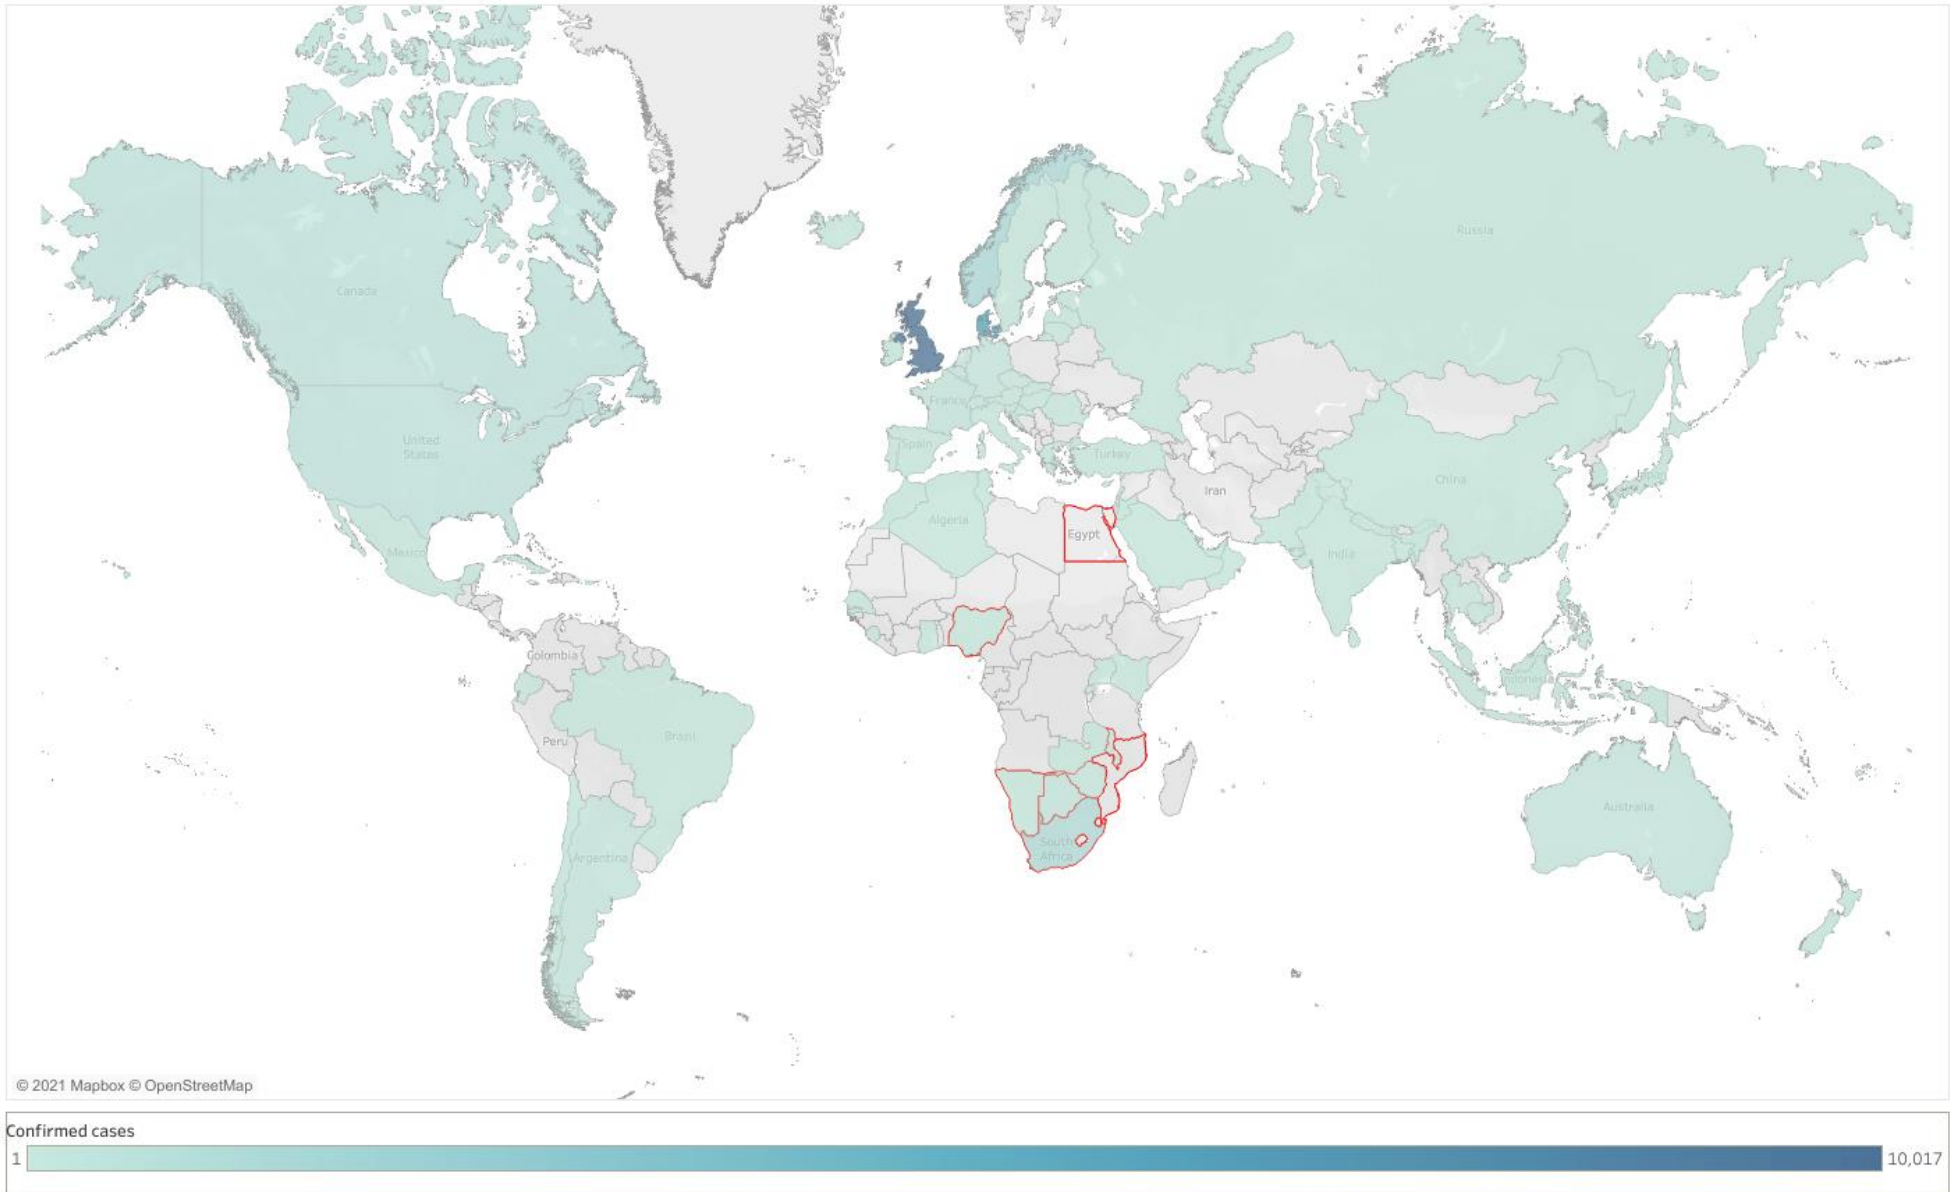 Russia
Canada
France
United
States
Spain
Turkey
China
Iran
Algeria
Egypt
Mexico
India
Colombia
Indonesia
Brazil
Peru
Australia
South
Africa
Argentina
© 2021 Mapbox © OpenStreetMap
Confirmed cases
1
10,017